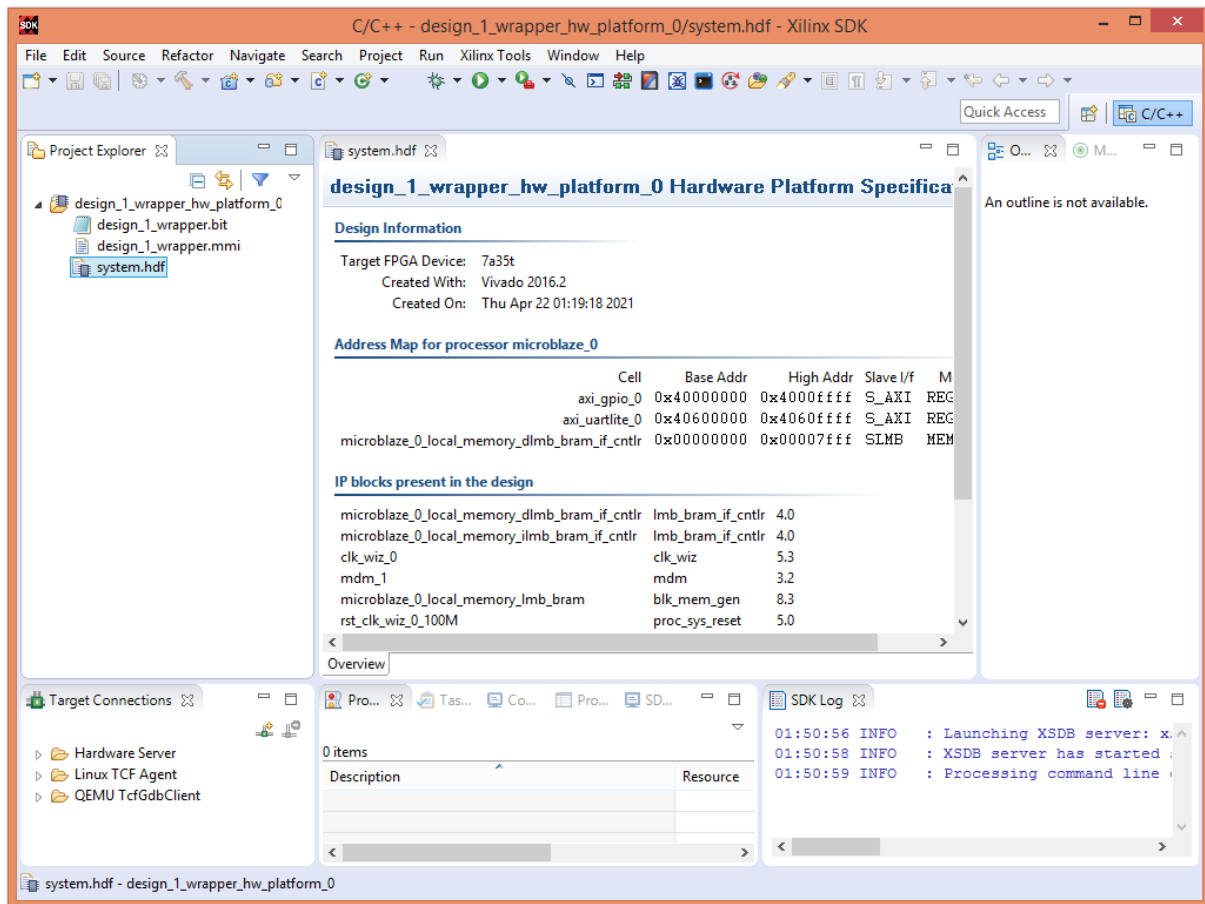 SDK C/C++ - design_1_wrapper_hw_platform_0/system.hdf - Xilinx SDK
File Edit Source Refactor Navigate Search Project Run Xilinx Tools Window Help
Quick Access C/C++
Project Explorer
design_1_wrapper_hw_platform_0
design_1_wrapper.bit
design_1_wrapper.mmi
system.hdf
system.hdf
design_1_wrapper_hw_platform_0 Hardware Platform Specifica
Design Information
Target FPGA Device: 7a35t
Created With: Vivado 2016.2
Created On: Thu Apr 22 01:19:18 2021
Address Map for processor microblaze_0
Cell Base Addr High Addr Slave I/f M
axi_gpio_0 0x40000000 0x4000ffff S_AXI REG
axi_uartlite_0 0x40600000 0x4060ffff S_AXI REG
microblaze_0_local_memory_dlmb_bram_if_cntlr 0x00000000 0x00007fff SLMB MEM
IP blocks present in the design
microblaze_0_local_memory_dlmb_bram_if_cntlr lmb_bram_if_cntlr 4.0
microblaze_0_local_memory_ilmb_bram_if_cntlr lmb_bram_if_cntlr 4.0
clk_wiz_0 clk_wiz 5.3
mdm_1 mdm 3.2
microblaze_0_local_memory_lmb_bram blk_mem_gen 8.3
rst_clk_wiz_0_100M proc_sys_reset 5.0
Overview
O... M...
An outline is not available.
Target Connections
Hardware Server
Linux TCF Agent
QEMU TcfGdbClient
Pro... Tas... Co... Pro... SD...
0 items
Description Resource
SDK Log
01:50:56 INFO : Launching XSDB server: x
01:50:58 INFO : XSDB server has started
01:50:59 INFO : Processing command line
system.hdf - design_1_wrapper_hw_platform_0